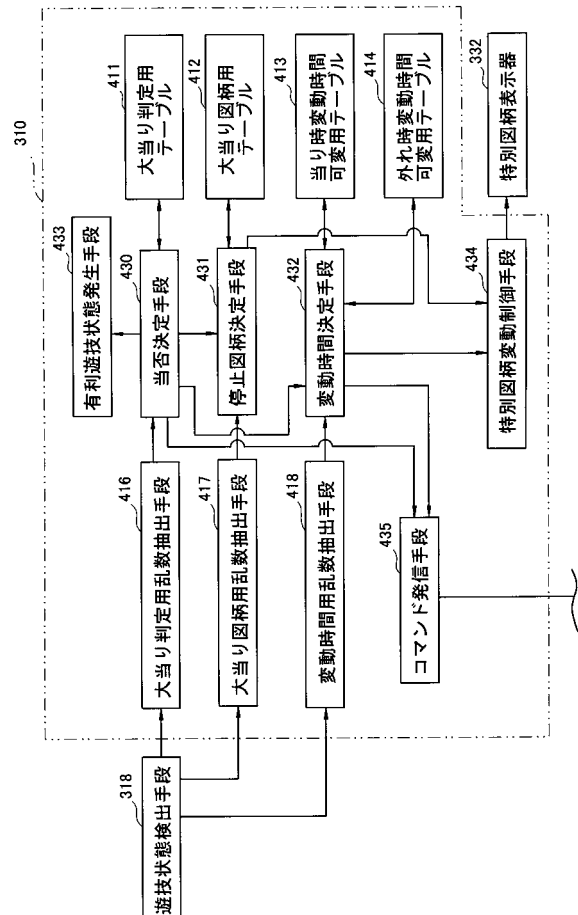 310
433
有利遊技状態発生手段
318
遊技状態検出手段
416
大当り判定用乱数抽出手段
430
当否決定手段
411
大当り判定用
テーブル
417
大当り図柄用乱数抽出手段
431
停止図柄決定手段
412
大当り図柄用
テーブル
418
変動時間用乱数抽出手段
432
変動時間決定手段
413
当り時変動時間
可変用テーブル
414
外れ時変動時間
可変用テーブル
435
コマンド発信手段
434
特別図柄変動制御手段
332
特別図柄表示器